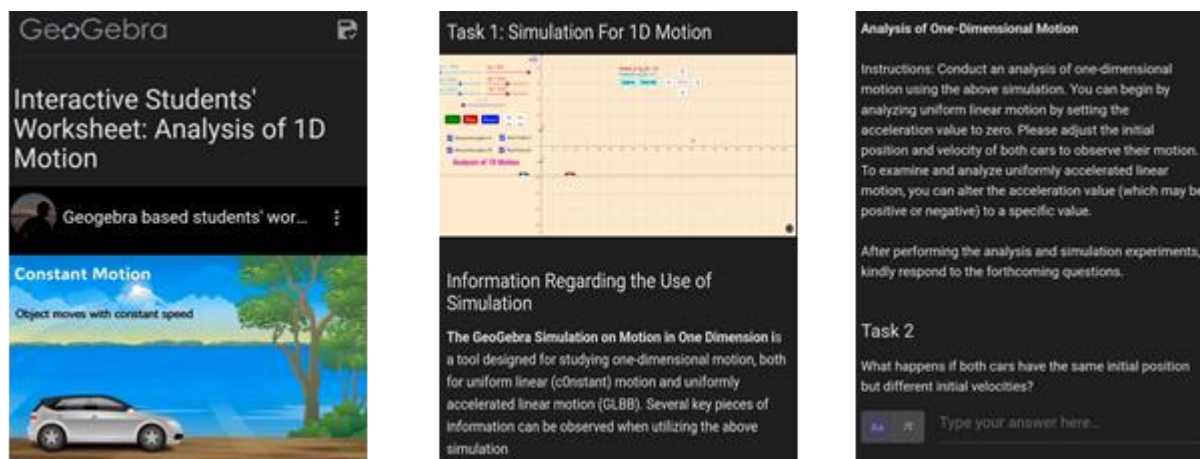 GeoGebra
Interactive Students'
Worksheet: Analysis of 1D
Motion
Geogebra based students' wor...
Constant Motion
Object moves with constant speed
Task 1: Simulation For 1D Motion
Analysis of 1D Motion
Information Regarding the Use of
Simulation
The GeoGebra Simulation on Motion in One Dimension is
a tool designed for studying one-dimensional motion, both
for uniform linear (c0nstant) motion and uniformly
accelerated linear motion (GLBB). Several key pieces of
information can be observed when utilizing the above
simulation
Analysis of One-Dimensional Motion
Instructions: Conduct an analysis of one-dimensional
motion using the above simulation. You can begin by
analyzing uniform linear motion by setting the
acceleration value to zero. Please adjust the initial
position and velocity of both cars to observe their motion.
To examine and analyze uniformly accelerated linear
motion, you can alter the acceleration value (which may be
positive or negative) to a specific value.
After performing the analysis and simulation experiments,
kindly respond to the forthcoming questions.
Task 2
What happens if both cars have the same initial position
but different initial velocities?
Aa
Type your answer here...